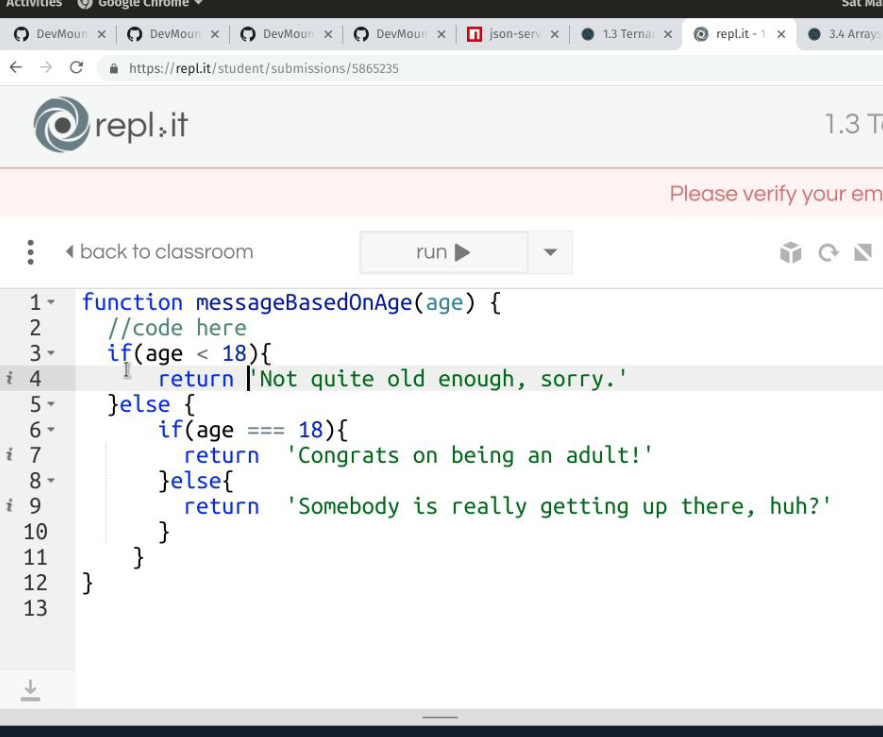 Activities Google Chrome Sat Ma
DevMoun DevMoun DevMoun DevMoun json-serv 1.3 Terna repl.it - 1. 3.4 Arrays
https://repl.it/student/submissions/5865235
repl.it 1.3 Te
Please verify your em
back to classroom run
1 function messageBasedOnAge(age) {
2 //code here
3 if(age < 18){
i 4 return 'Not quite old enough, sorry.'
5 }else {
6 if(age === 18){
i 7 return 'Congrats on being an adult!'
8 }else{
i 9 return 'Somebody is really getting up there, huh?'
10 }
11 }
12 }
13